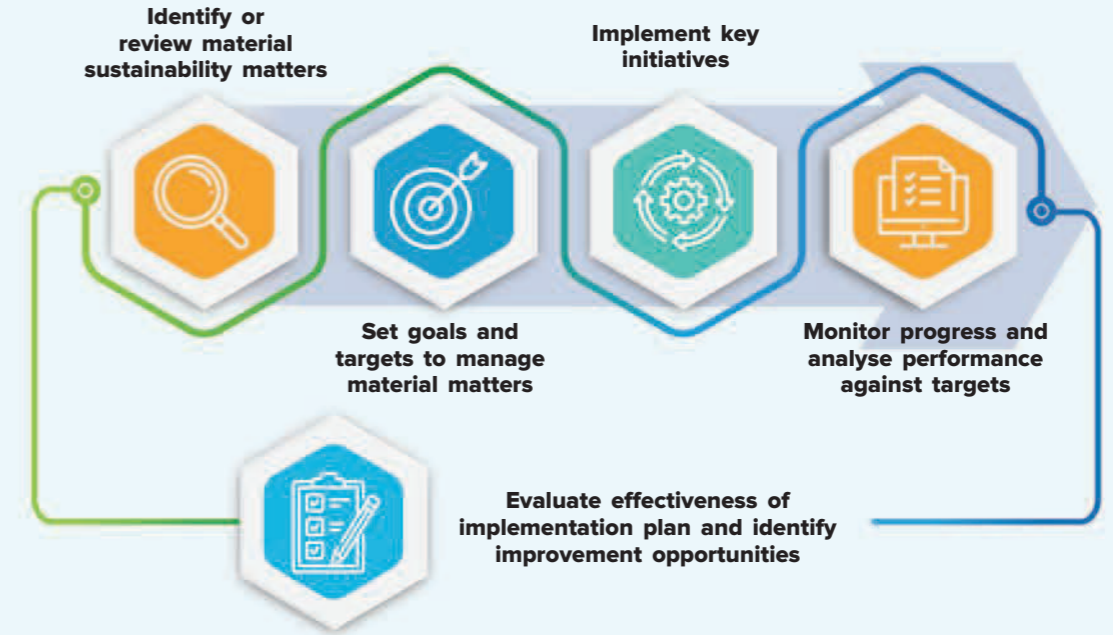 Identify or
review material
sustainability matters
Set goals and
targets to manage
material matters
Implement key
initiatives
Monitor progress and
analyse performance
against targets
Evaluate effectiveness of
implementation plan and identify
improvement opportunities